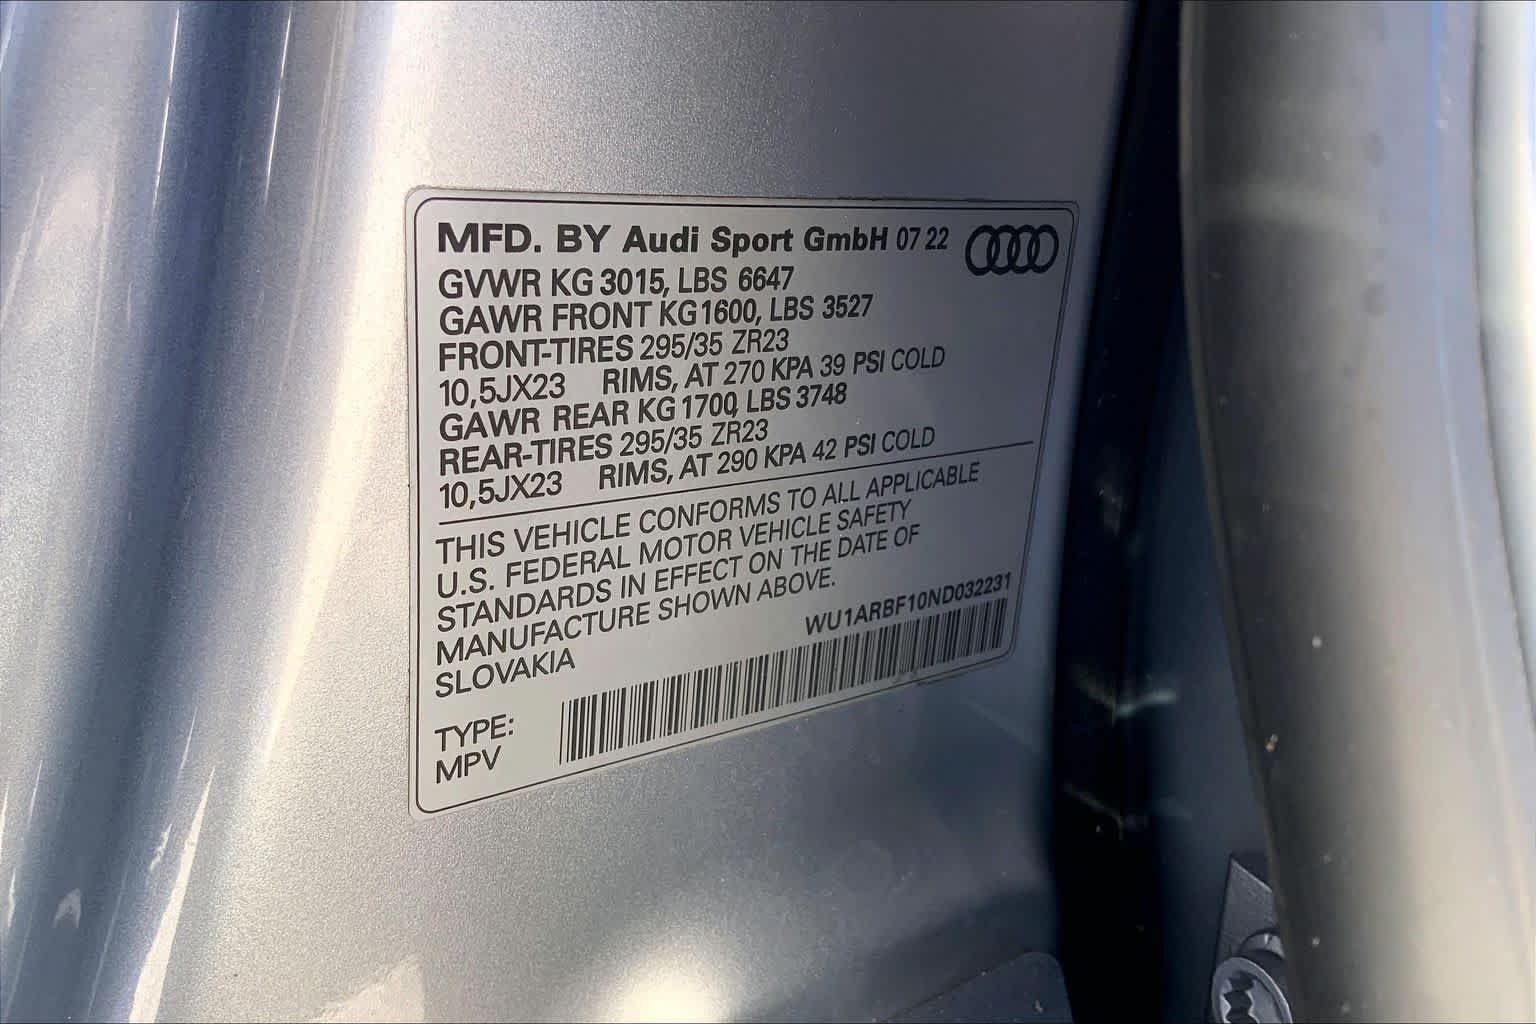 MFD. BY Audi Sport GmbH 07 22
GVWR KG 3015, LBS 6647
GAWR FRONT KG 1600, LBS 3527
FRONT-TIRES 295/35 ZR23
10,5JX23 RIMS, AT 270 KPA 39 PSI COLD
GAWR REAR KG 1700, LBS 3748
REAR-TIRES 295/35 ZR23
10,5JX23 RIMS, AT 290 KPA 42 PSI COLD
THIS VEHICLE CONFORMS TO ALL APPLICABLE
U.S. FEDERAL MOTOR VEHICLE SAFETY
STANDARDS IN EFFECT ON THE DATE OF
MANUFACTURE SHOWN ABOVE.
SLOVAKIA
WU1ARBF10ND032231
TYPE:
MPV